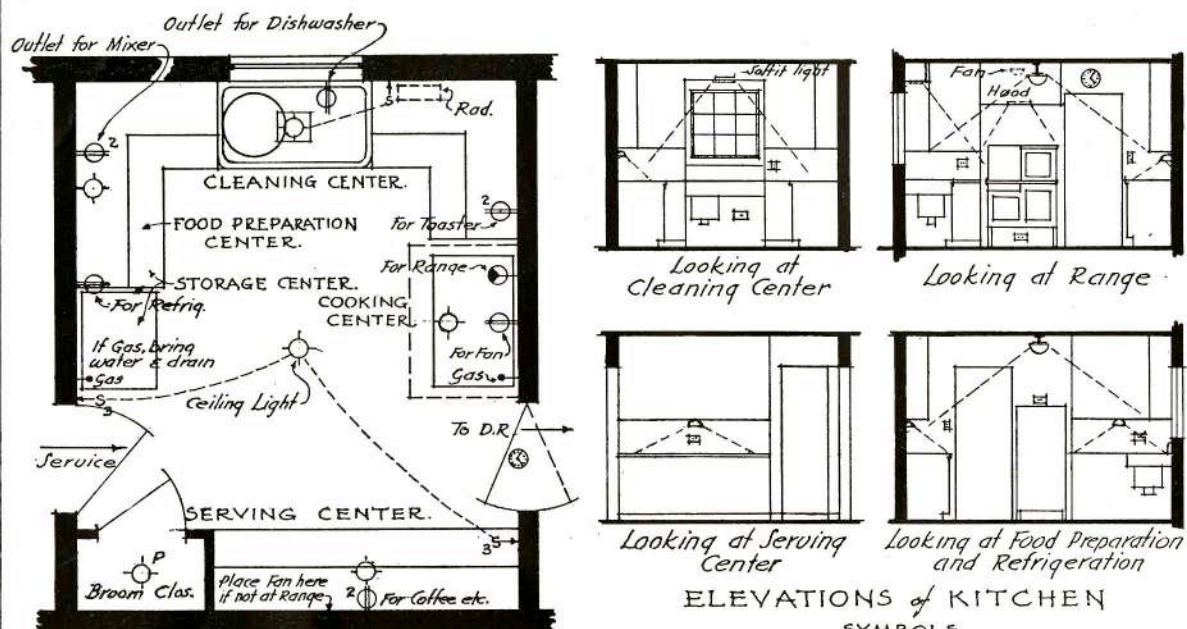 Outlet for Dishwasher
Outlet for Mixer
S
Rad.
2
CLEANING CENTER.
2
FOOD PREPARATION
CENTER.
For Toaster
For Range
STORAGE CENTER.
For Refrig.
COOKING
CENTER.
If Gas, bring
water & drain
Gas
For Fan
Gas
S3
Ceiling Light
To D.R.
Service
SERVING CENTER.
3S
P
Broom Clos.
Place Fan here
if not at Range
2
For Coffee etc.
Soffit light
Looking at
Cleaning Center
Fan
Hood
Looking at Range
Looking at Serving
Center
Looking at Food Preparation
and Refrigeration
ELEVATIONS of KITCHEN
SYMBOLS